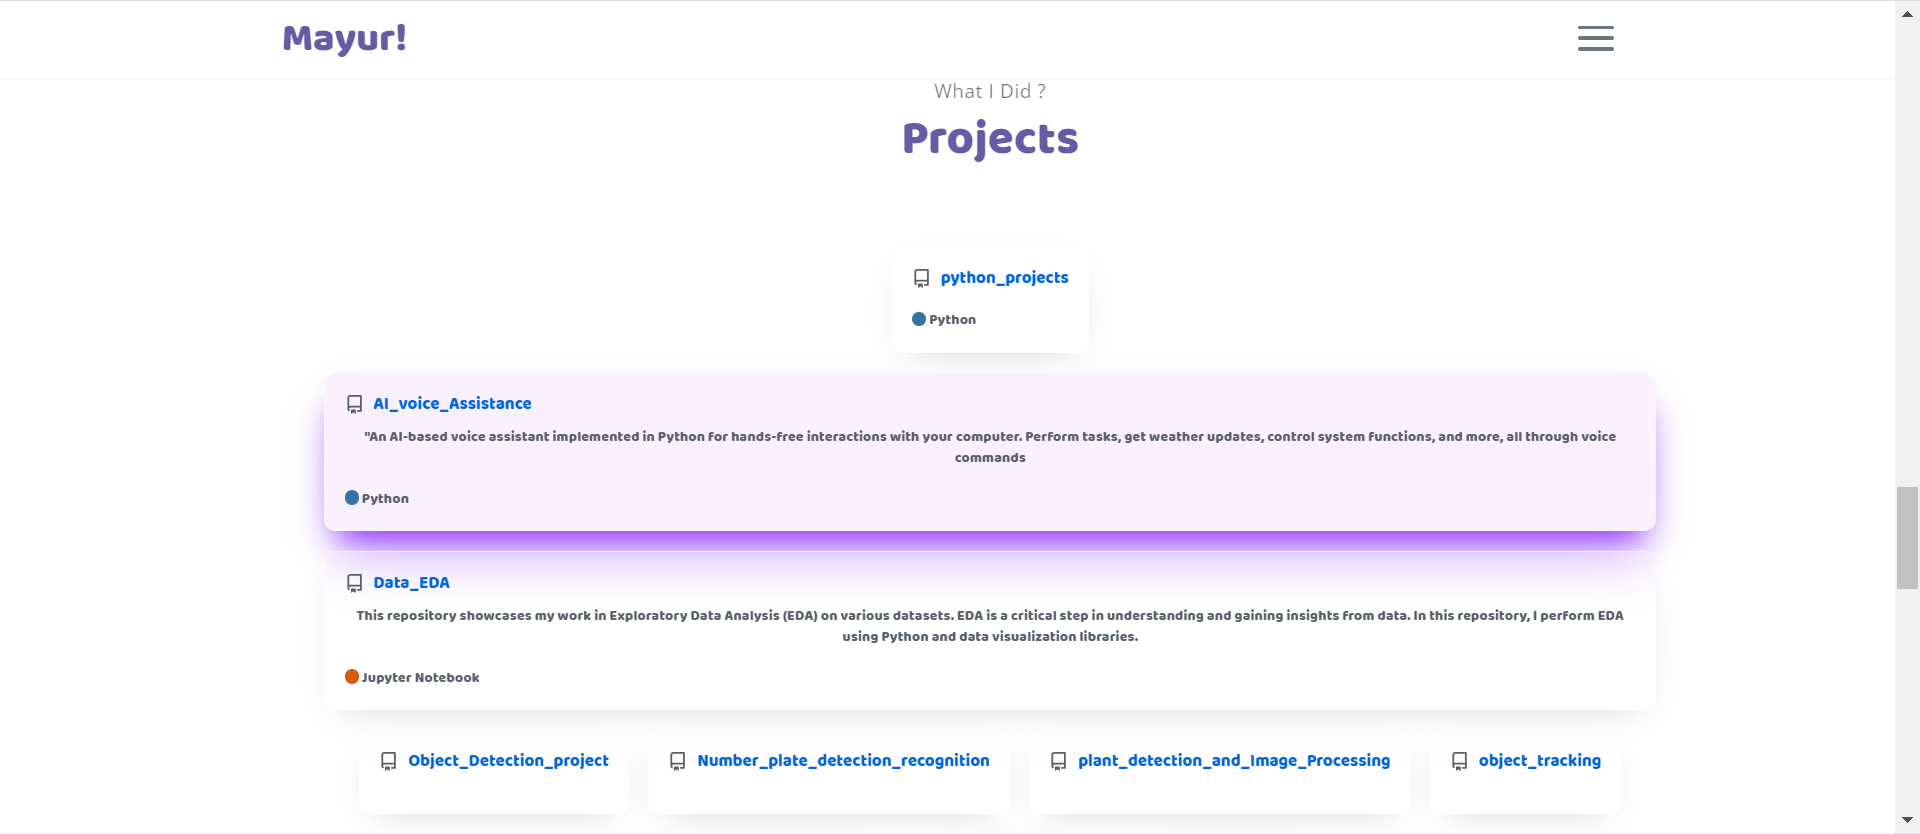 Mayur!
What I Did ?
Projects
python_projects
Python
AI_voice_Assistance
"An AI-based voice assistant implemented in Python for hands-free interactions with your computer. Perform tasks, get weather updates, control system functions, and more, all through voice
commands
Python
Data_EDA
This repository showcases my work in Exploratory Data Analysis (EDA) on various datasets. EDA is a critical step in understanding and gaining insights from data. In this repository, I perform EDA
using Python and data visualization libraries.
Jupyter Notebook
Object_Detection_project
Number_plate_detection_recognition
plant_detection_and_Image_Processing
object_tracking